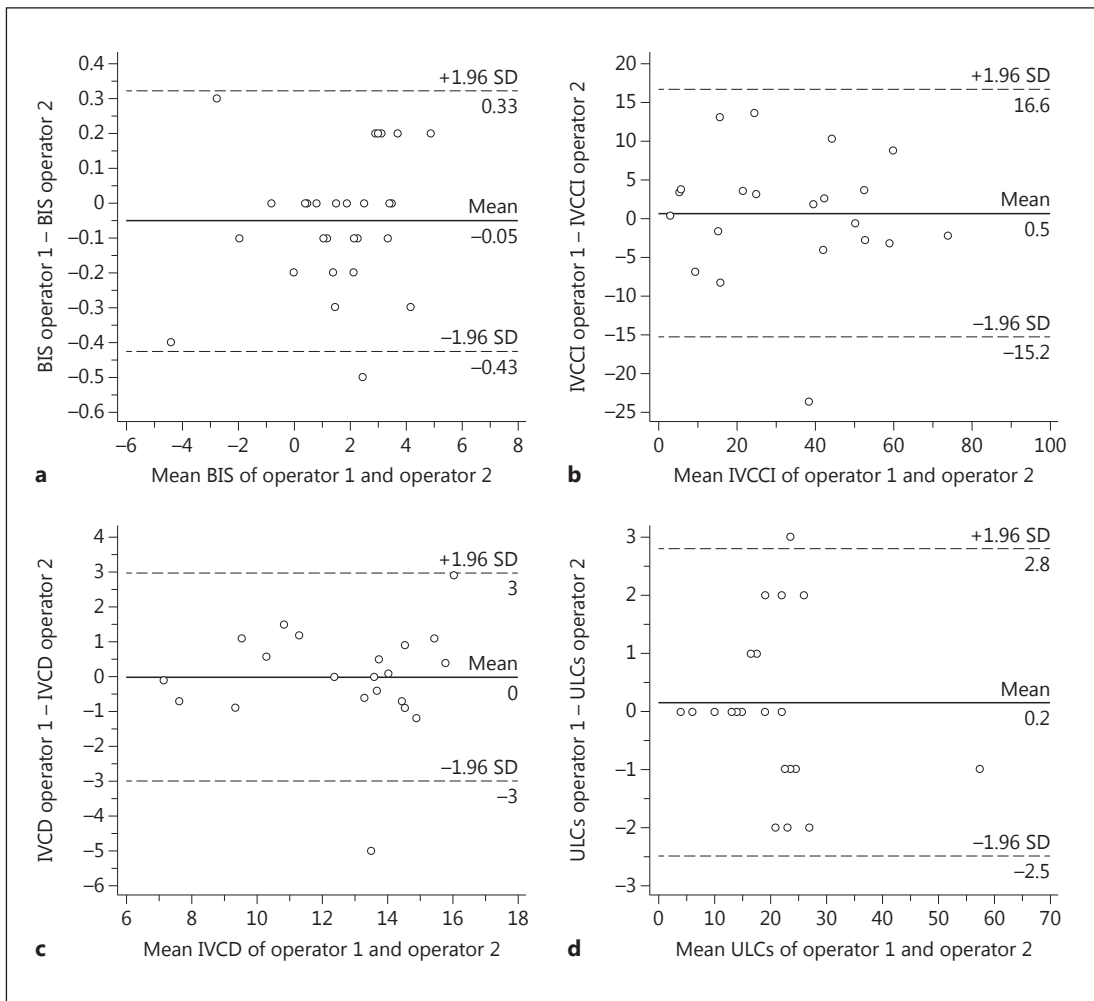 0.4
+1.96 SD
0.3
0.33
0.2
0.1
0
Mean
–0.1
–0.05
–0.2
–0.3
–0.4
–1.96 SD
–0.43
–0.5
–0.6
–6 –4 –2 0 2 4 6 8
BIS operator 1 – BIS operator 2
a Mean BIS of operator 1 and operator 2
20
+1.96 SD
15
16.6
10
5
Mean
0
0.5
–5
–10
–15
–1.96 SD
–15.2
–20
–25
0 20 40 60 80 100
IVCCI operator 1 – IVCCI operator 2
b Mean IVCCI of operator 1 and operator 2
4
+1.96 SD
3
3
2
1
Mean
0
0
–1
–2
–1.96 SD
–3
–3
–4
–5
–6
6 8 10 12 14 16 18
IVCD operator 1 – IVCD operator 2
c Mean IVCD of operator 1 and operator 2
3
+1.96 SD
2.8
2
1
Mean
0
0.2
–1
–2
–1.96 SD
–2.5
–3
0 10 20 30 40 50 60 70
ULCs operator 1 – ULCs operator 2
d Mean ULCs of operator 1 and operator 2